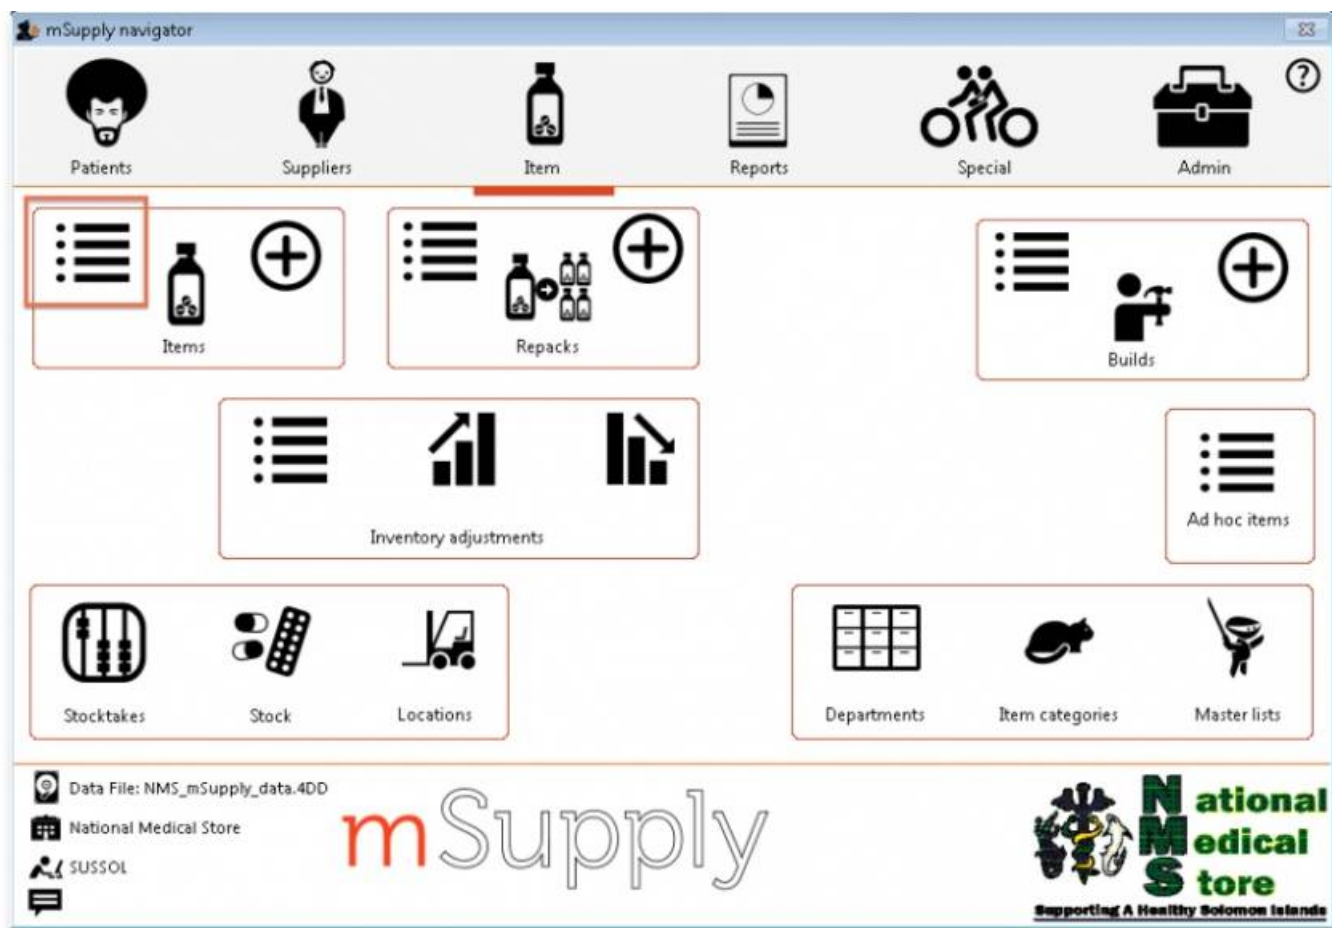 mSupply navigator
?
Patients Suppliers Item Reports Special Admin
Items Repacks Builds
Inventory adjustments
Ad hoc items
Stocktakes Stock Locations Departments Item categories Master lists
Data File: NMS_mSupply_data.4DD
National Medical Store
SUSSOL
mSupply
National
Medical
Store
Supporting A Healthy Solomon Islands